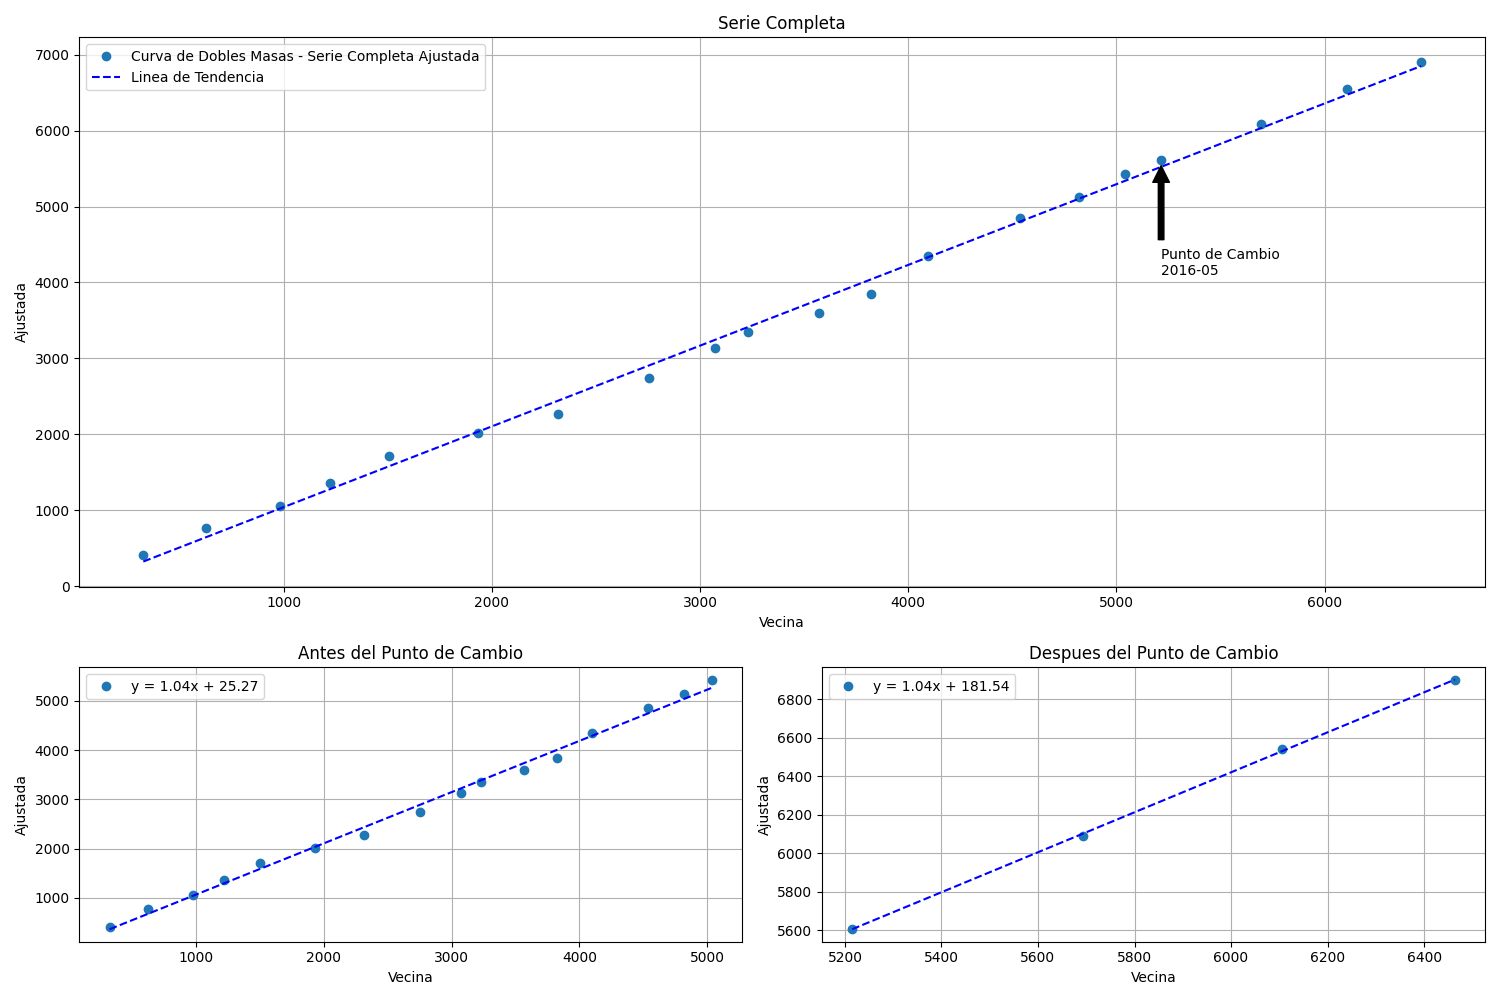 Serie Completa
Curva de Dobles Masas - Serie Completa Ajustada
Linea de Tendencia
7000
6000
5000
4000
3000
2000
1000
0
Ajustada
Punto de Cambio
2016-05
1000 2000 3000 4000 5000 6000
Vecina
Antes del Punto de Cambio
y = 1.04x + 25.27
5000
4000
3000
2000
1000
Ajustada
1000 2000 3000 4000 5000
Vecina
Despues del Punto de Cambio
y = 1.04x + 181.54
6800
6600
6400
6200
6000
5800
5600
Ajustada
5200 5400 5600 5800 6000 6200 6400
Vecina